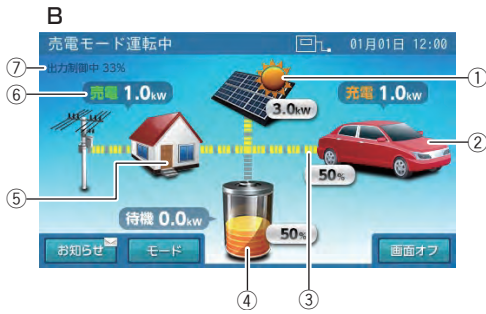 B
売電モード運転中 01月01日 12:00
⑦ 出力制御中 33%
⑥ 売電 1.0kW
3.0kW
充電 1.0kW
①
②
50%
⑤
待機 0.0kW
50%
お知らせ モード 画面オフ
④ ③